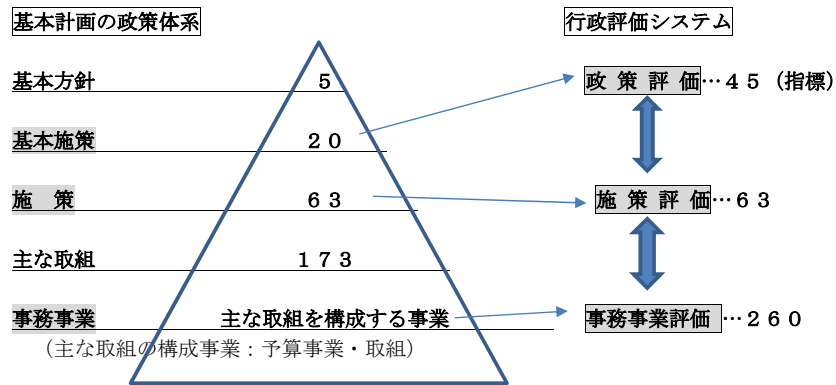 基本計画の政策体系　行政評価システム
基本方針　５　政 策 評 価…４５（指標）
基本施策　２０
施　策　６３　施 策 評 価…６３
主な取組　１７３
事務事業　主な取組を構成する事業　事務事業評価 …２６０
（主な取組の構成事業：予算事業・取組）